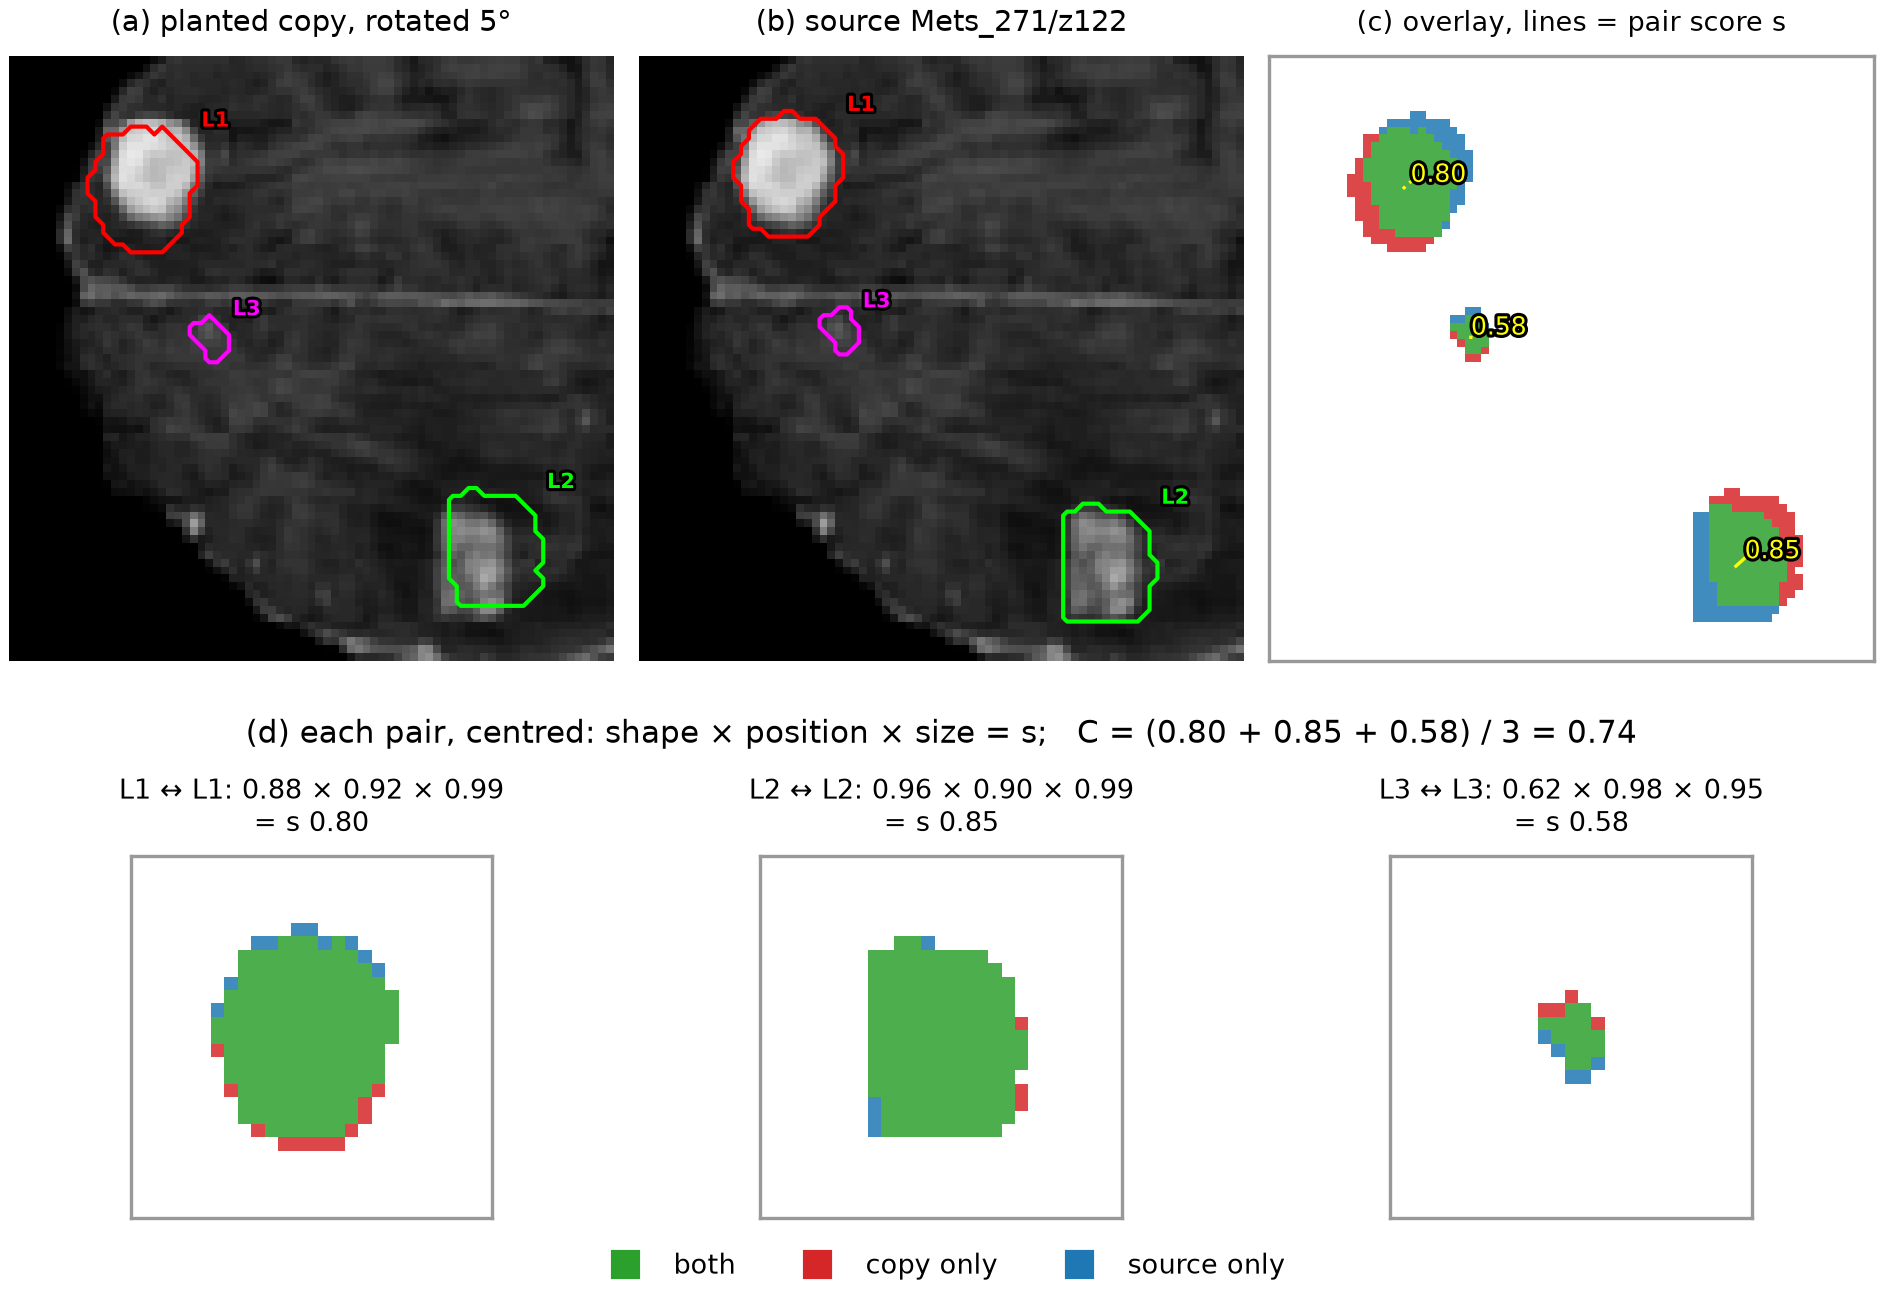 (a) planted copy, rotated 5°
(b) source Mets_271/z122
(c) overlay, lines = pair score s
L1
L3
L2
L1
L3
L2
0.80
0.58
0.85
(d) each pair, centred: shape × position × size = s;   C = (0.80 + 0.85 + 0.58) / 3 = 0.74
L1 ↔ L1: 0.88 × 0.92 × 0.99
= s 0.80
L2 ↔ L2: 0.96 × 0.90 × 0.99
= s 0.85
L3 ↔ L3: 0.62 × 0.98 × 0.95
= s 0.58
both
copy only
source only